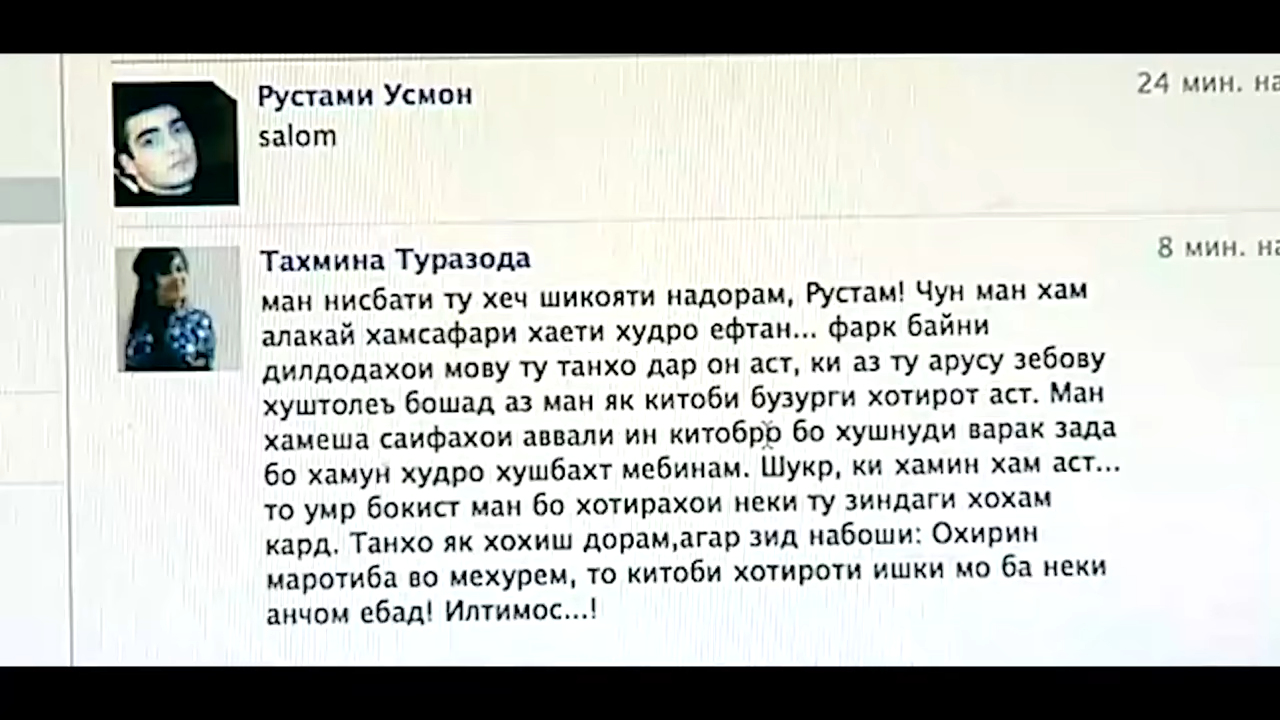 Рустами Усмон
24 мин. на
salom
Тахмина Туразода
8 мин. на
ман нисбати ту хеч шикояти надорам, Рустам! Чун ман хам
алакай хамсафари хаети худро ефтан... фарк байни
дилдодахои мову ту танхо дар он аст, ки аз ту арусу зебову
хуштолеъ бошад аз ман як китоби бузурги хотирот аст. Ман
хамеша саифахои аввали ин китобро бо хушнуди варак зада
бо хамун худро хушбахт мебинам. Шукр, ки хамин хам аст...
то умр бокист ман бо хотирахои неки ту зиндаги хохам
кард. Танхо як хохиш дорам,агар зид набоши: Охирин
маротиба во мехурем, то китоби хотироти ишки мо ба неки
анчом ебад! Илтимос...!